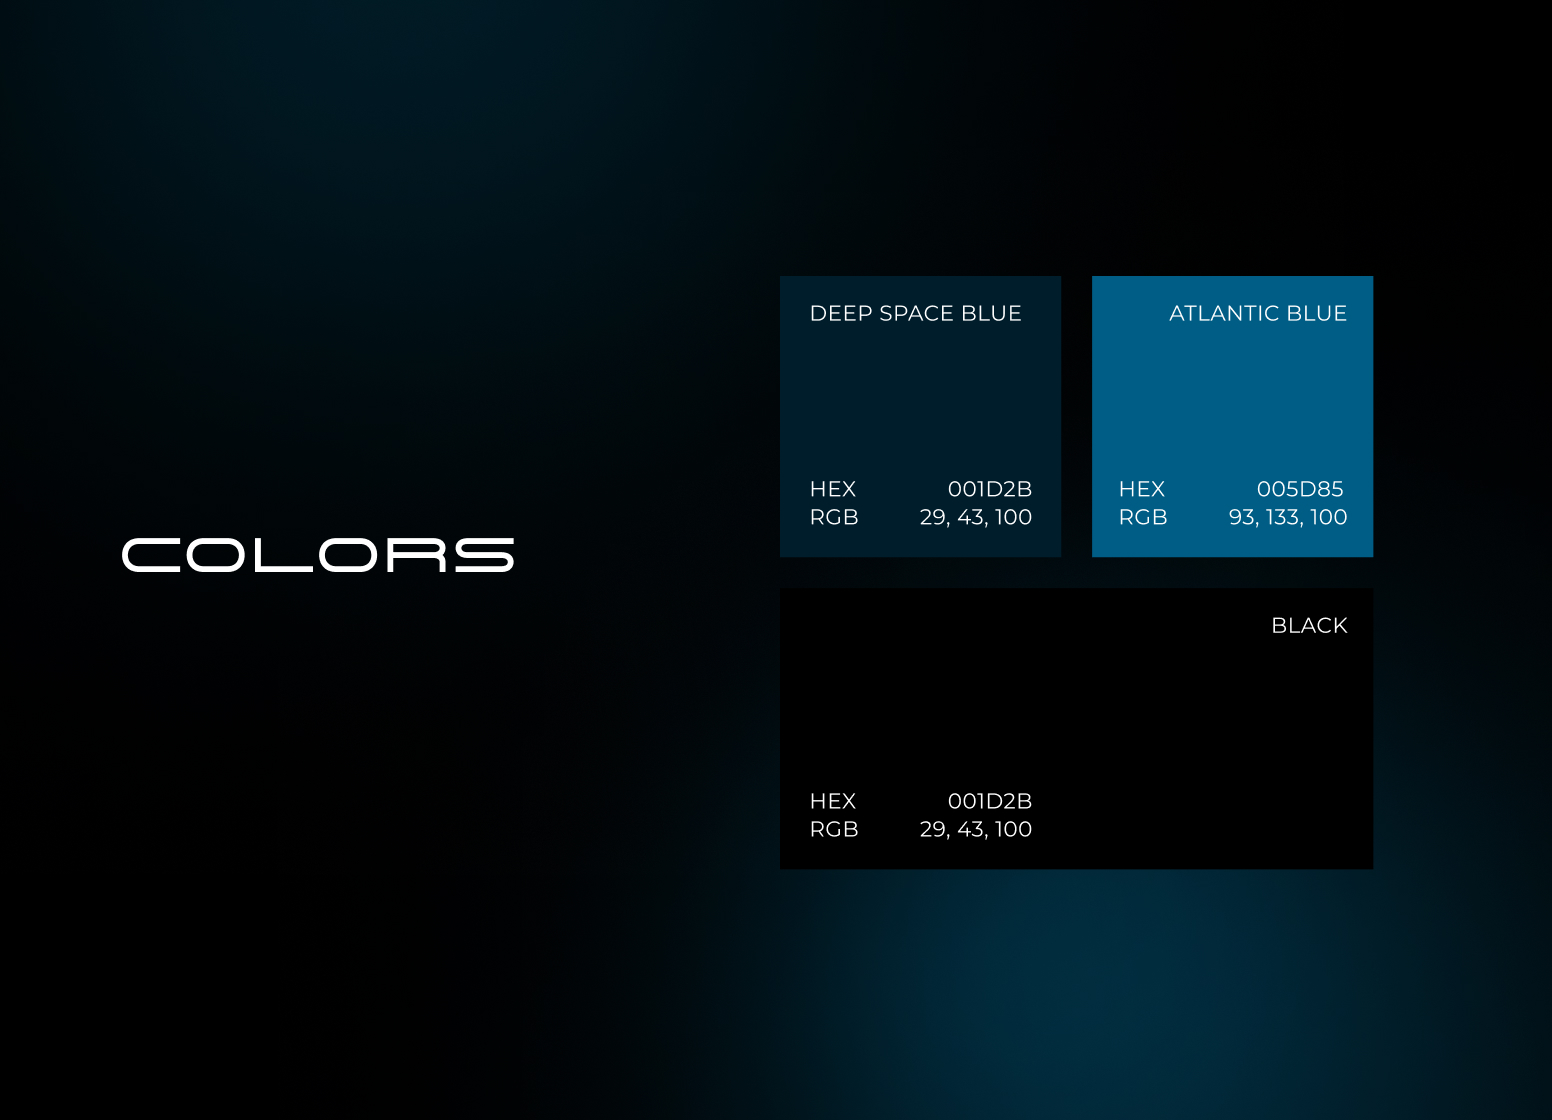 COLORS
DEEP SPACE BLUE
HEX 001D2B
RGB 29, 43, 100
ATLANTIC BLUE
HEX 005D85
RGB 93, 133, 100
BLACK
HEX 001D2B
RGB 29, 43, 100